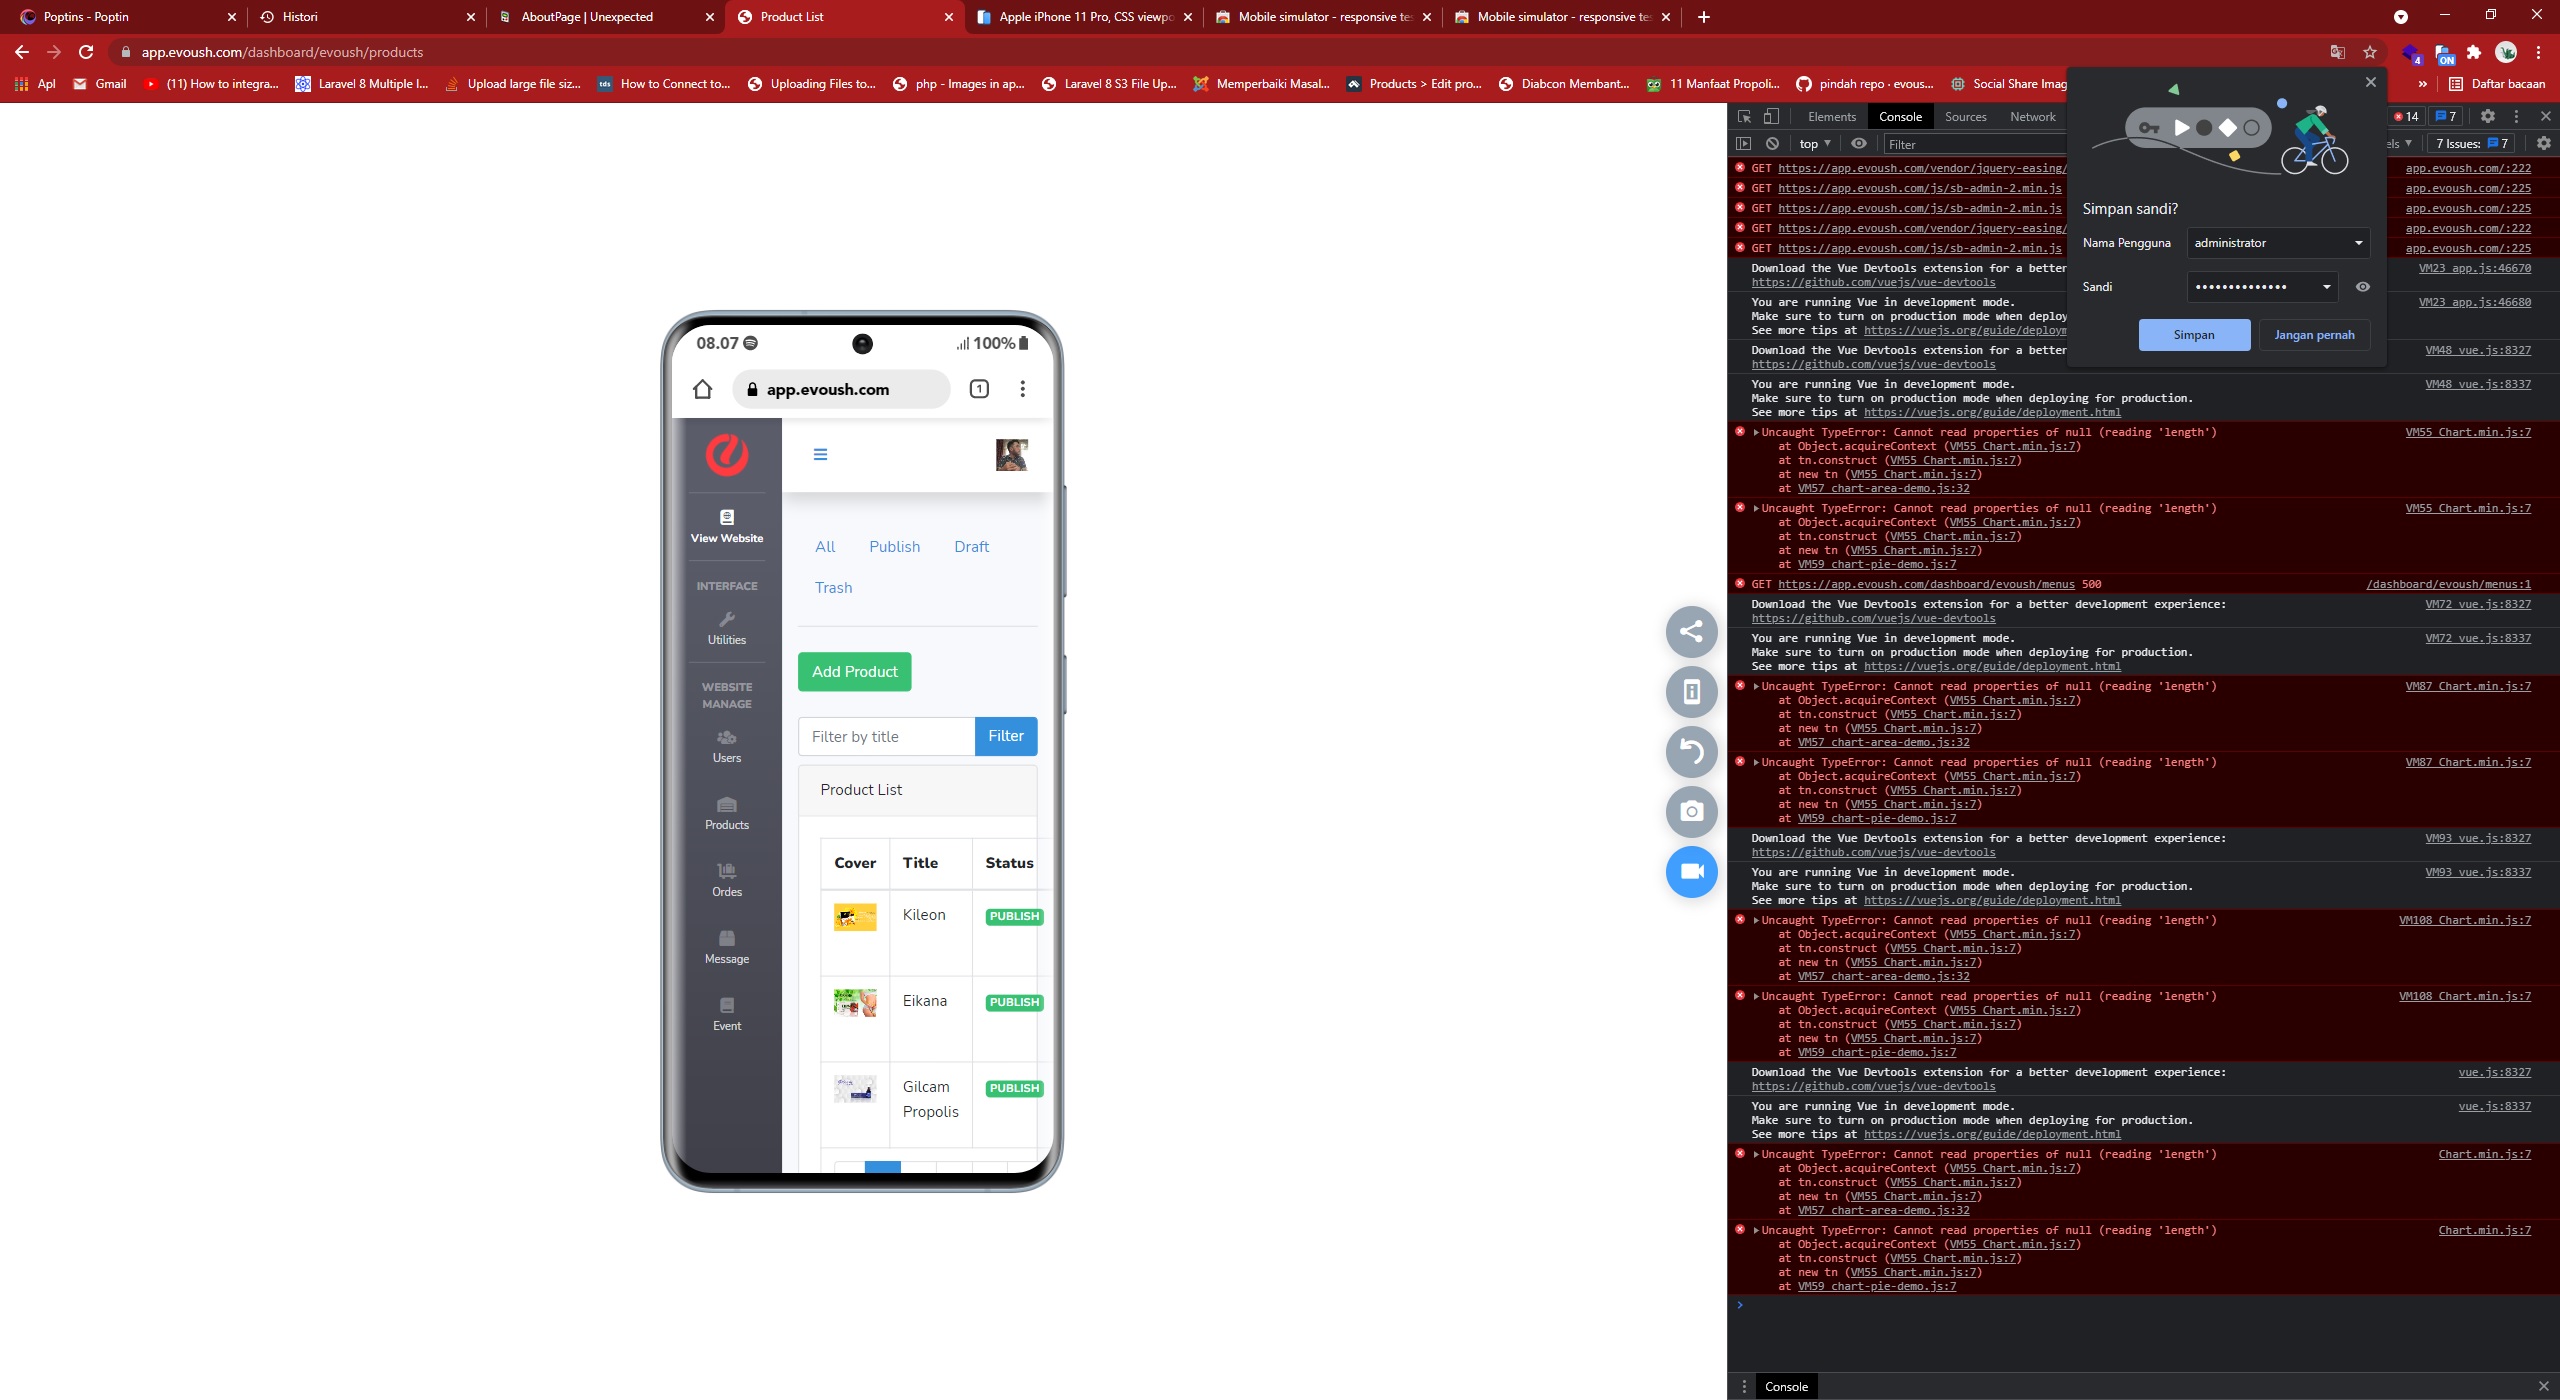 Poptins - Poptin
Histori
AboutPage | Unexpected
Product List
Apple iPhone 11 Pro, CSS viewpo
Mobile simulator - responsive tes
Mobile simulator - responsive tes
app.evoush.com/dashboard/evoush/products
Apl
Gmail
(11) How to integra...
Laravel 8 Multiple I...
Upload large file siz...
tds
How to Connect to...
Uploading Files to...
php - Images in ap...
Laravel 8 S3 File Up...
Memperbaiki Masal...
Products > Edit pro...
Diabcon Membant...
11 Manfaat Propoli...
pindah repo · evous...
Social Share Imag
»
Daftar bacaan
4
ON
08.07
100%
app.evoush.com
1
View Website
INTERFACE
Utilities
WEBSITE
MANAGE
Users
Products
Ordes
Message
Event
All
Publish
Draft
Trash
Add Product
Filter by title
Filter
Product List
Cover Title Status
Kileon PUBLISH
Eikana PUBLISH
Gilcam
Propolis
PUBLISH
Elements
Console
Sources
Network
14
7
top
Filter
els
7 Issues:
7
Simpan sandi?
Nama Pengguna
administrator
Sandi
••••••••••••••
Simpan
Jangan pernah
GET https://app.evoush.com/vendor/jquery-easing/ app.evoush.com/:222
GET https://app.evoush.com/js/sb-admin-2.min.js app.evoush.com/:225
GET https://app.evoush.com/js/sb-admin-2.min.js app.evoush.com/:225
GET https://app.evoush.com/vendor/jquery-easing/ app.evoush.com/:222
GET https://app.evoush.com/js/sb-admin-2.min.js app.evoush.com/:225
Download the Vue Devtools extension for a better VM23 app.js:46670
https://github.com/vuejs/vue-devtools
You are running Vue in development mode. VM23 app.js:46680
Make sure to turn on production mode when deploy
See more tips at https://vuejs.org/guide/deploym
Download the Vue Devtools extension for a better VM48 vue.js:8327
https://github.com/vuejs/vue-devtools
You are running Vue in development mode. VM48 vue.js:8337
Make sure to turn on production mode when deploying for production.
See more tips at https://vuejs.org/guide/deployment.html
Uncaught TypeError: Cannot read properties of null (reading 'length') VM55 Chart.min.js:7
at Object.acquireContext (VM55 Chart.min.js:7)
at tn.construct (VM55 Chart.min.js:7)
at new tn (VM55 Chart.min.js:7)
at VM57 chart-area-demo.js:32
Uncaught TypeError: Cannot read properties of null (reading 'length') VM55 Chart.min.js:7
at Object.acquireContext (VM55 Chart.min.js:7)
at tn.construct (VM55 Chart.min.js:7)
at new tn (VM55 Chart.min.js:7)
at VM59 chart-pie-demo.js:7
GET https://app.evoush.com/dashboard/evoush/menus 500 /dashboard/evoush/menus:1
Download the Vue Devtools extension for a better development experience: VM72 vue.js:8327
https://github.com/vuejs/vue-devtools
You are running Vue in development mode. VM72 vue.js:8337
Make sure to turn on production mode when deploying for production.
See more tips at https://vuejs.org/guide/deployment.html
Uncaught TypeError: Cannot read properties of null (reading 'length') VM87 Chart.min.js:7
at Object.acquireContext (VM55 Chart.min.js:7)
at tn.construct (VM55 Chart.min.js:7)
at new tn (VM55 Chart.min.js:7)
at VM57 chart-area-demo.js:32
Uncaught TypeError: Cannot read properties of null (reading 'length') VM87 Chart.min.js:7
at Object.acquireContext (VM55 Chart.min.js:7)
at tn.construct (VM55 Chart.min.js:7)
at new tn (VM55 Chart.min.js:7)
at VM59 chart-pie-demo.js:7
Download the Vue Devtools extension for a better development experience: VM93 vue.js:8327
https://github.com/vuejs/vue-devtools
You are running Vue in development mode. VM93 vue.js:8337
Make sure to turn on production mode when deploying for production.
See more tips at https://vuejs.org/guide/deployment.html
Uncaught TypeError: Cannot read properties of null (reading 'length') VM108 Chart.min.js:7
at Object.acquireContext (VM55 Chart.min.js:7)
at tn.construct (VM55 Chart.min.js:7)
at new tn (VM55 Chart.min.js:7)
at VM57 chart-area-demo.js:32
Uncaught TypeError: Cannot read properties of null (reading 'length') VM108 Chart.min.js:7
at Object.acquireContext (VM55 Chart.min.js:7)
at tn.construct (VM55 Chart.min.js:7)
at new tn (VM55 Chart.min.js:7)
at VM59 chart-pie-demo.js:7
Download the Vue Devtools extension for a better development experience: vue.js:8327
https://github.com/vuejs/vue-devtools
You are running Vue in development mode. vue.js:8337
Make sure to turn on production mode when deploying for production.
See more tips at https://vuejs.org/guide/deployment.html
Uncaught TypeError: Cannot read properties of null (reading 'length') Chart.min.js:7
at Object.acquireContext (VM55 Chart.min.js:7)
at tn.construct (VM55 Chart.min.js:7)
at new tn (VM55 Chart.min.js:7)
at VM57 chart-area-demo.js:32
Uncaught TypeError: Cannot read properties of null (reading 'length') Chart.min.js:7
at Object.acquireContext (VM55 Chart.min.js:7)
at tn.construct (VM55 Chart.min.js:7)
at new tn (VM55 Chart.min.js:7)
at VM59 chart-pie-demo.js:7
Console